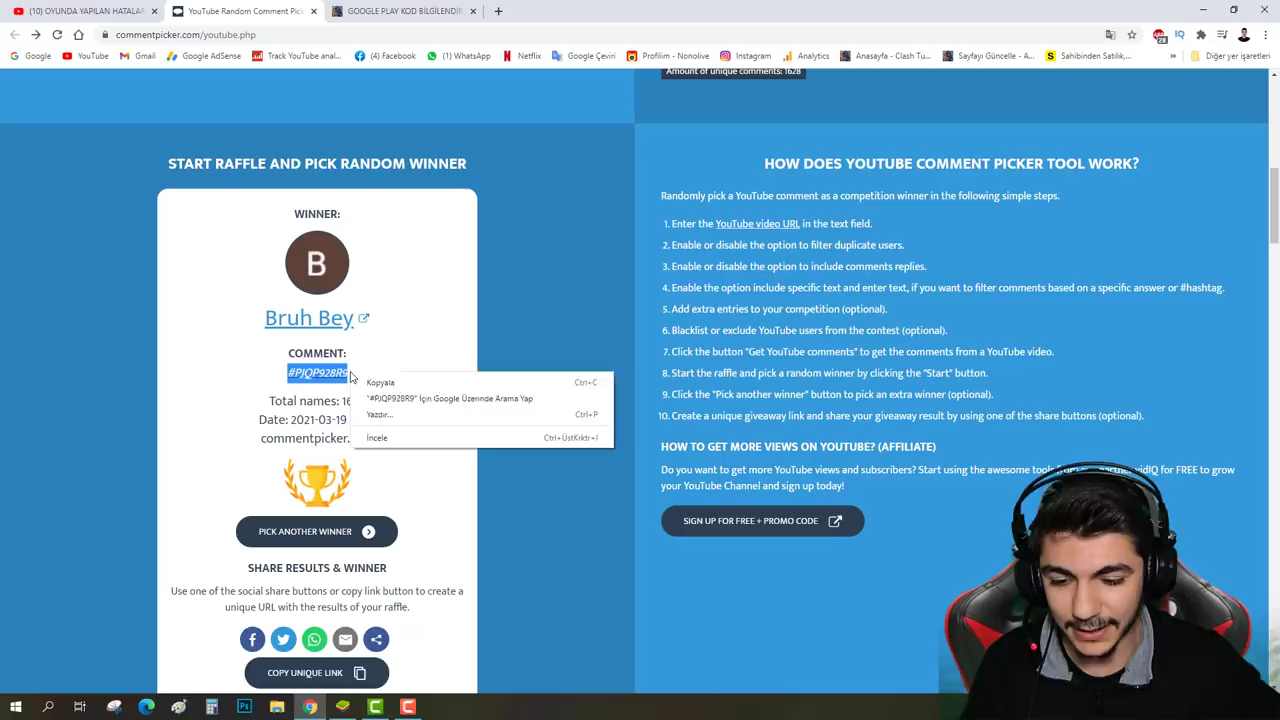 (10) OYUNDA YAPILAN HATALAR
YouTube Random Comment Pick
GOOGLE PLAY KOD BİLGİLENDİR
commentpicker.com/youtube.php
28
IQ
Google
YouTube
Gmail
Google AdSense
Track YouTube anal...
(4) Facebook
(1) WhatsApp
Netflix
Google Çeviri
Profilim - Nonolive
Instagram
Analytics
Anasayfa - Clash Tu...
Sayfayı Güncelle - A...
Sahibinden Satılık,...
»
Diğer yer işaretleri
Amount of unique comments: 1628
START RAFFLE AND PICK RANDOM WINNER
WINNER:
B
Bruh Bey
COMMENT:
#PJQP928R9
Total names: 16
Date: 2021-03-19
commentpicker.
PICK ANOTHER WINNER
SHARE RESULTS & WINNER
Use one of the social share buttons or copy link button to create a
unique URL with the results of your raffle.
COPY UNIQUE LINK
Kopyala Ctrl+C
"#PJQP928R9" İçin Google Üzerinde Arama Yap
Yazdır... Ctrl+P
İncele Ctrl+ÜstKrktr+I
HOW DOES YOUTUBE COMMENT PICKER TOOL WORK?
Randomly pick a YouTube comment as a competition winner in the following simple steps.
1. Enter the YouTube video URL in the text field.
2. Enable or disable the option to filter duplicate users.
3. Enable or disable the option to include comments replies.
4. Enable the option include specific text and enter text, if you want to filter comments based on a specific answer or #hashtag.
5. Add extra entries to your competition (optional).
6. Blacklist or exclude YouTube users from the contest (optional).
7. Click the button "Get YouTube comments" to get the comments from a YouTube video.
8. Start the raffle and pick a random winner by clicking the "Start" button.
9. Click the "Pick another winner" button to pick an extra winner (optional).
10. Create a unique giveaway link and share your giveaway result by using one of the share buttons (optional).
HOW TO GET MORE VIEWS ON YOUTUBE? (AFFILIATE)
Do you want to get more YouTube views and subscribers? Start using the awesome tools from our partner vidIQ for FREE to grow
your YouTube Channel and sign up today!
SIGN UP FOR FREE + PROMO CODE